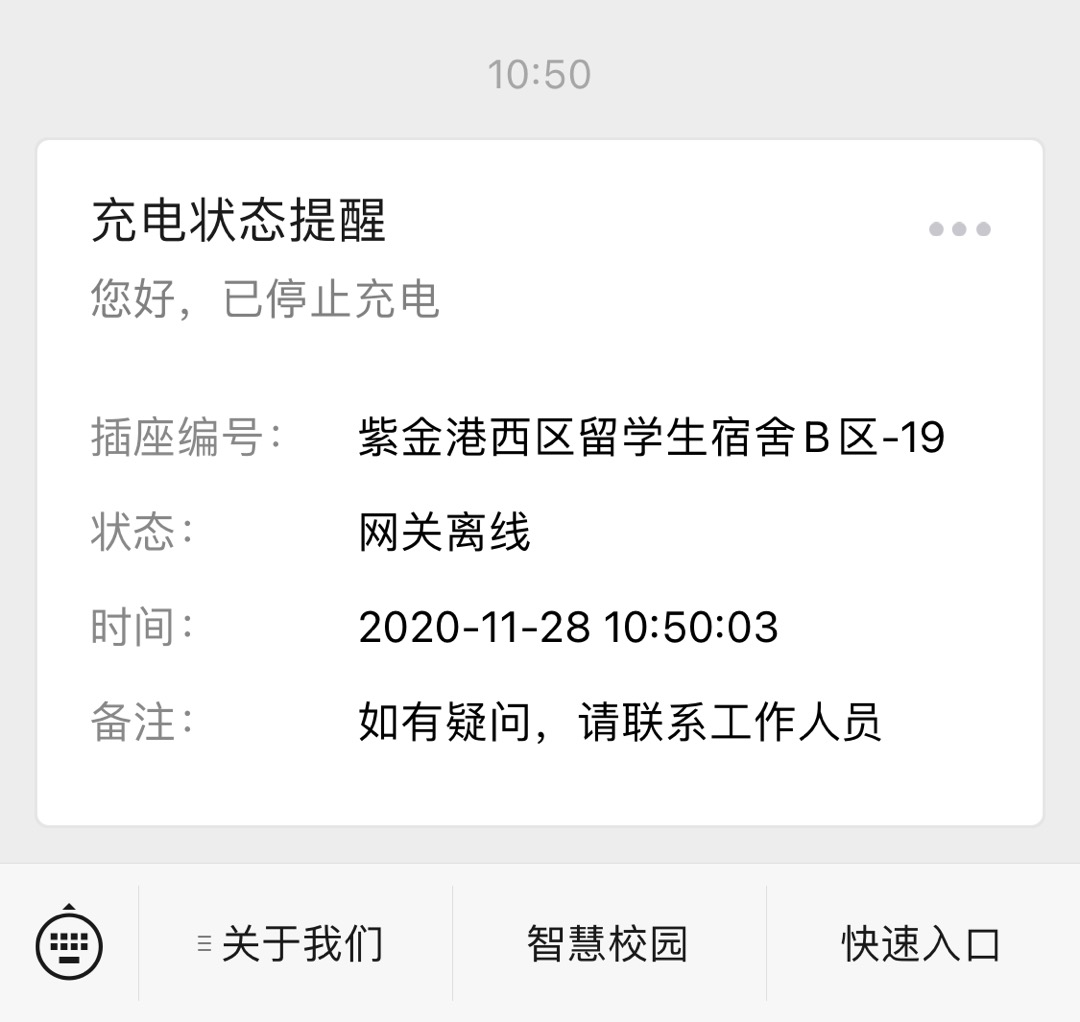 10:50
充电状态提醒
您好，已停止充电
插座编号： 紫金港西区留学生宿舍B区-19
状态： 网关离线
时间： 2020-11-28 10:50:03
备注： 如有疑问，请联系工作人员
关于我们 智慧校园 快速入口